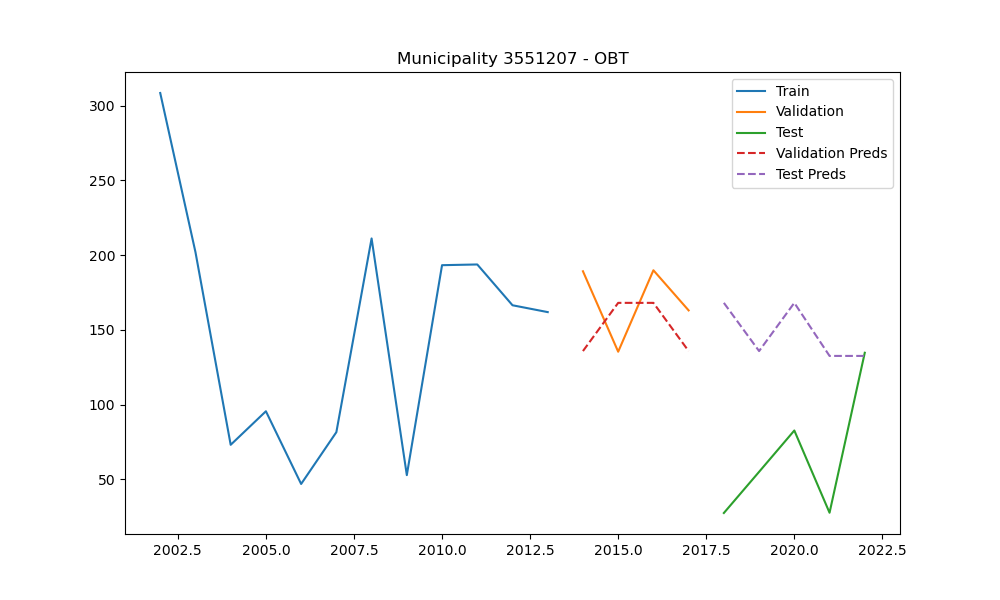 Municipality 3551207 - OBT
Train
Validation
Test
Validation Preds
Test Preds
300
250
200
150
100
50
2002.5 2005.0 2007.5 2010.0 2012.5 2015.0 2017.5 2020.0 2022.5